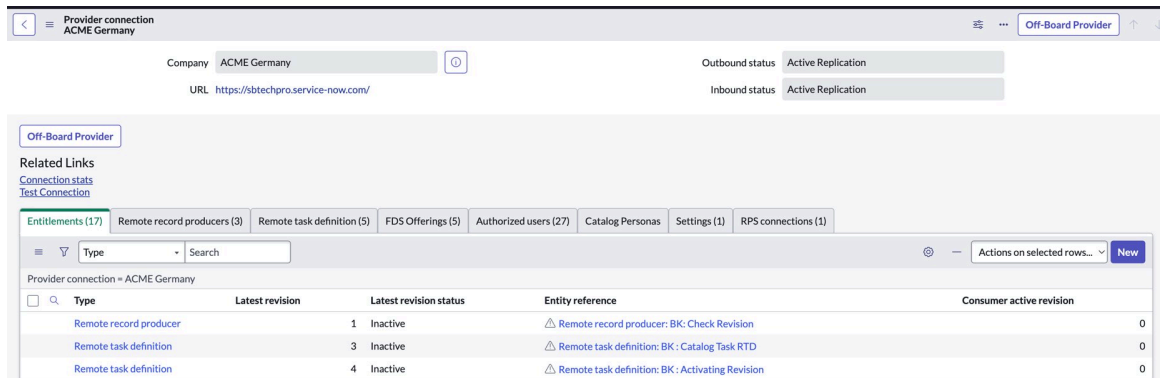 Provider connection
ACME Germany
Off-Board Provider
Company ACME Germany
Outbound status Active Replication
URL https://sbtechpro.service-now.com/
Inbound status Active Replication
Off-Board Provider
Related Links
Connection stats
Test Connection
Entitlements (17) Remote record producers (3) Remote task definition (5) FDS Offerings (5) Authorized users (27) Catalog Personas Settings (1) RPS connections (1)
Type Search Actions on selected rows... New
Provider connection = ACME Germany
Type Latest revision Latest revision status Entity reference Consumer active revision
Remote record producer 1 Inactive Remote record producer: BK: Check Revision 0
Remote task definition 3 Inactive Remote task definition: BK : Catalog Task RTD 0
Remote task definition 4 Inactive Remote task definition: BK : Activating Revision 0